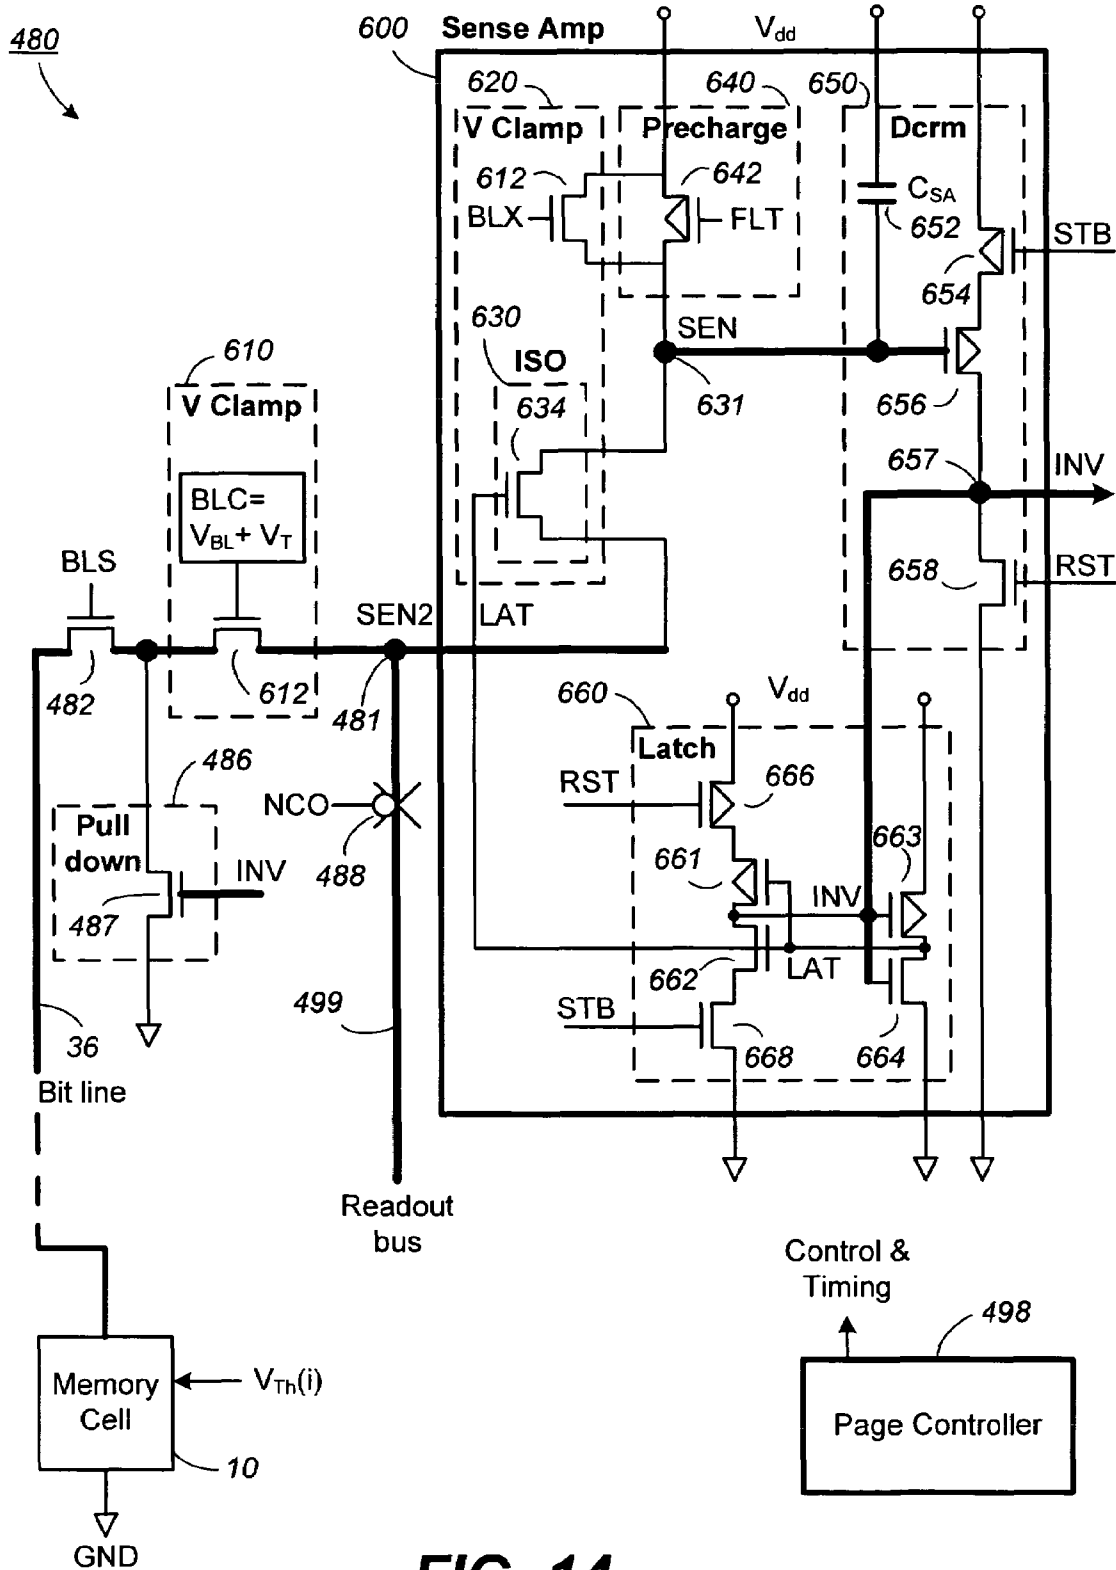 480
600
Sense Amp
Vdd
620
640
650
V Clamp
Precharge
Dcrm
612
642
BLX
FLT
CSA
652
STB
654
630
SEN
ISO
634
631
656
610
V Clamp
657
INV
BLC=
VBL + VT
BLS
658
RST
SEN2
LAT
482
612
481
660
Vdd
Latch
486
RST
666
NCO
Pull
down
663
661
488
INV
INV
487
662
LAT
499
STB
36
668
664
Bit line
Readout
bus
Control &
Timing
498
Memory
Cell
VTh(i)
Page Controller
10
GND
FIG. 14